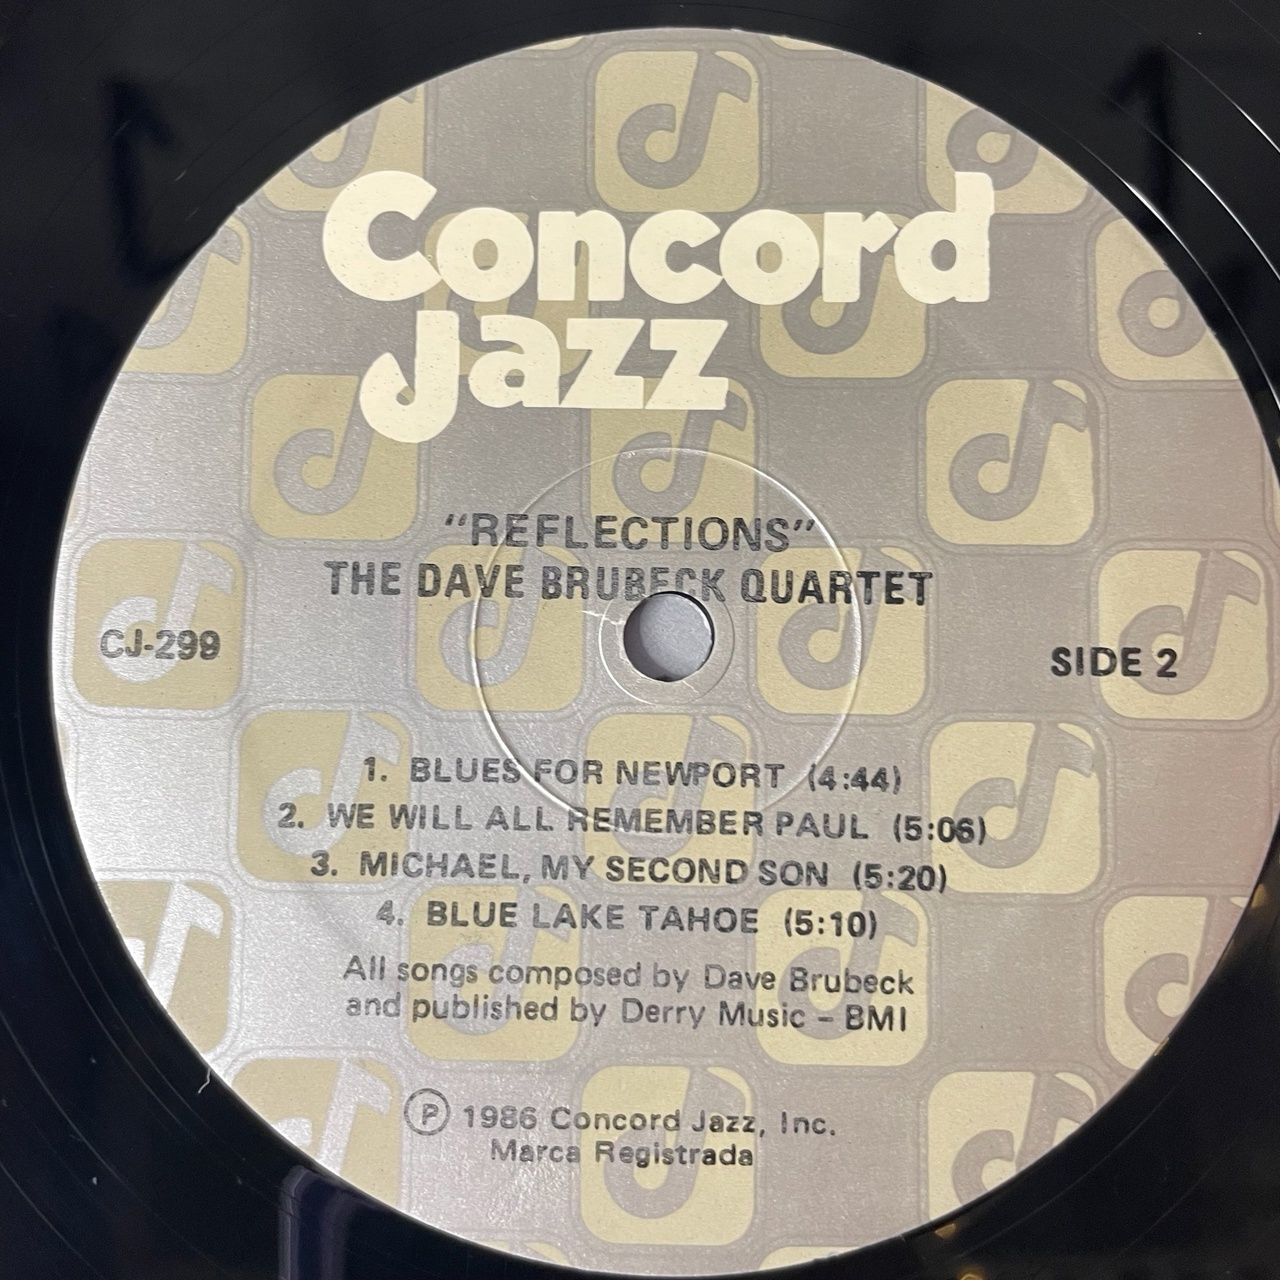 Concord
Jazz
"REFLECTIONS"
THE DAVE BRUBECK QUARTET
CJ-299
SIDE 2
1. BLUES FOR NEWPORT (4:44)
2. WE WILL ALL REMEMBER PAUL (5:06)
3. MICHAEL, MY SECOND SON (5:20)
4. BLUE LAKE TAHOE (5:10)
All songs composed by Dave Brubeck
and published by Derry Music – BMI
Ⓟ 1986 Concord Jazz, Inc.
Marca Registrada